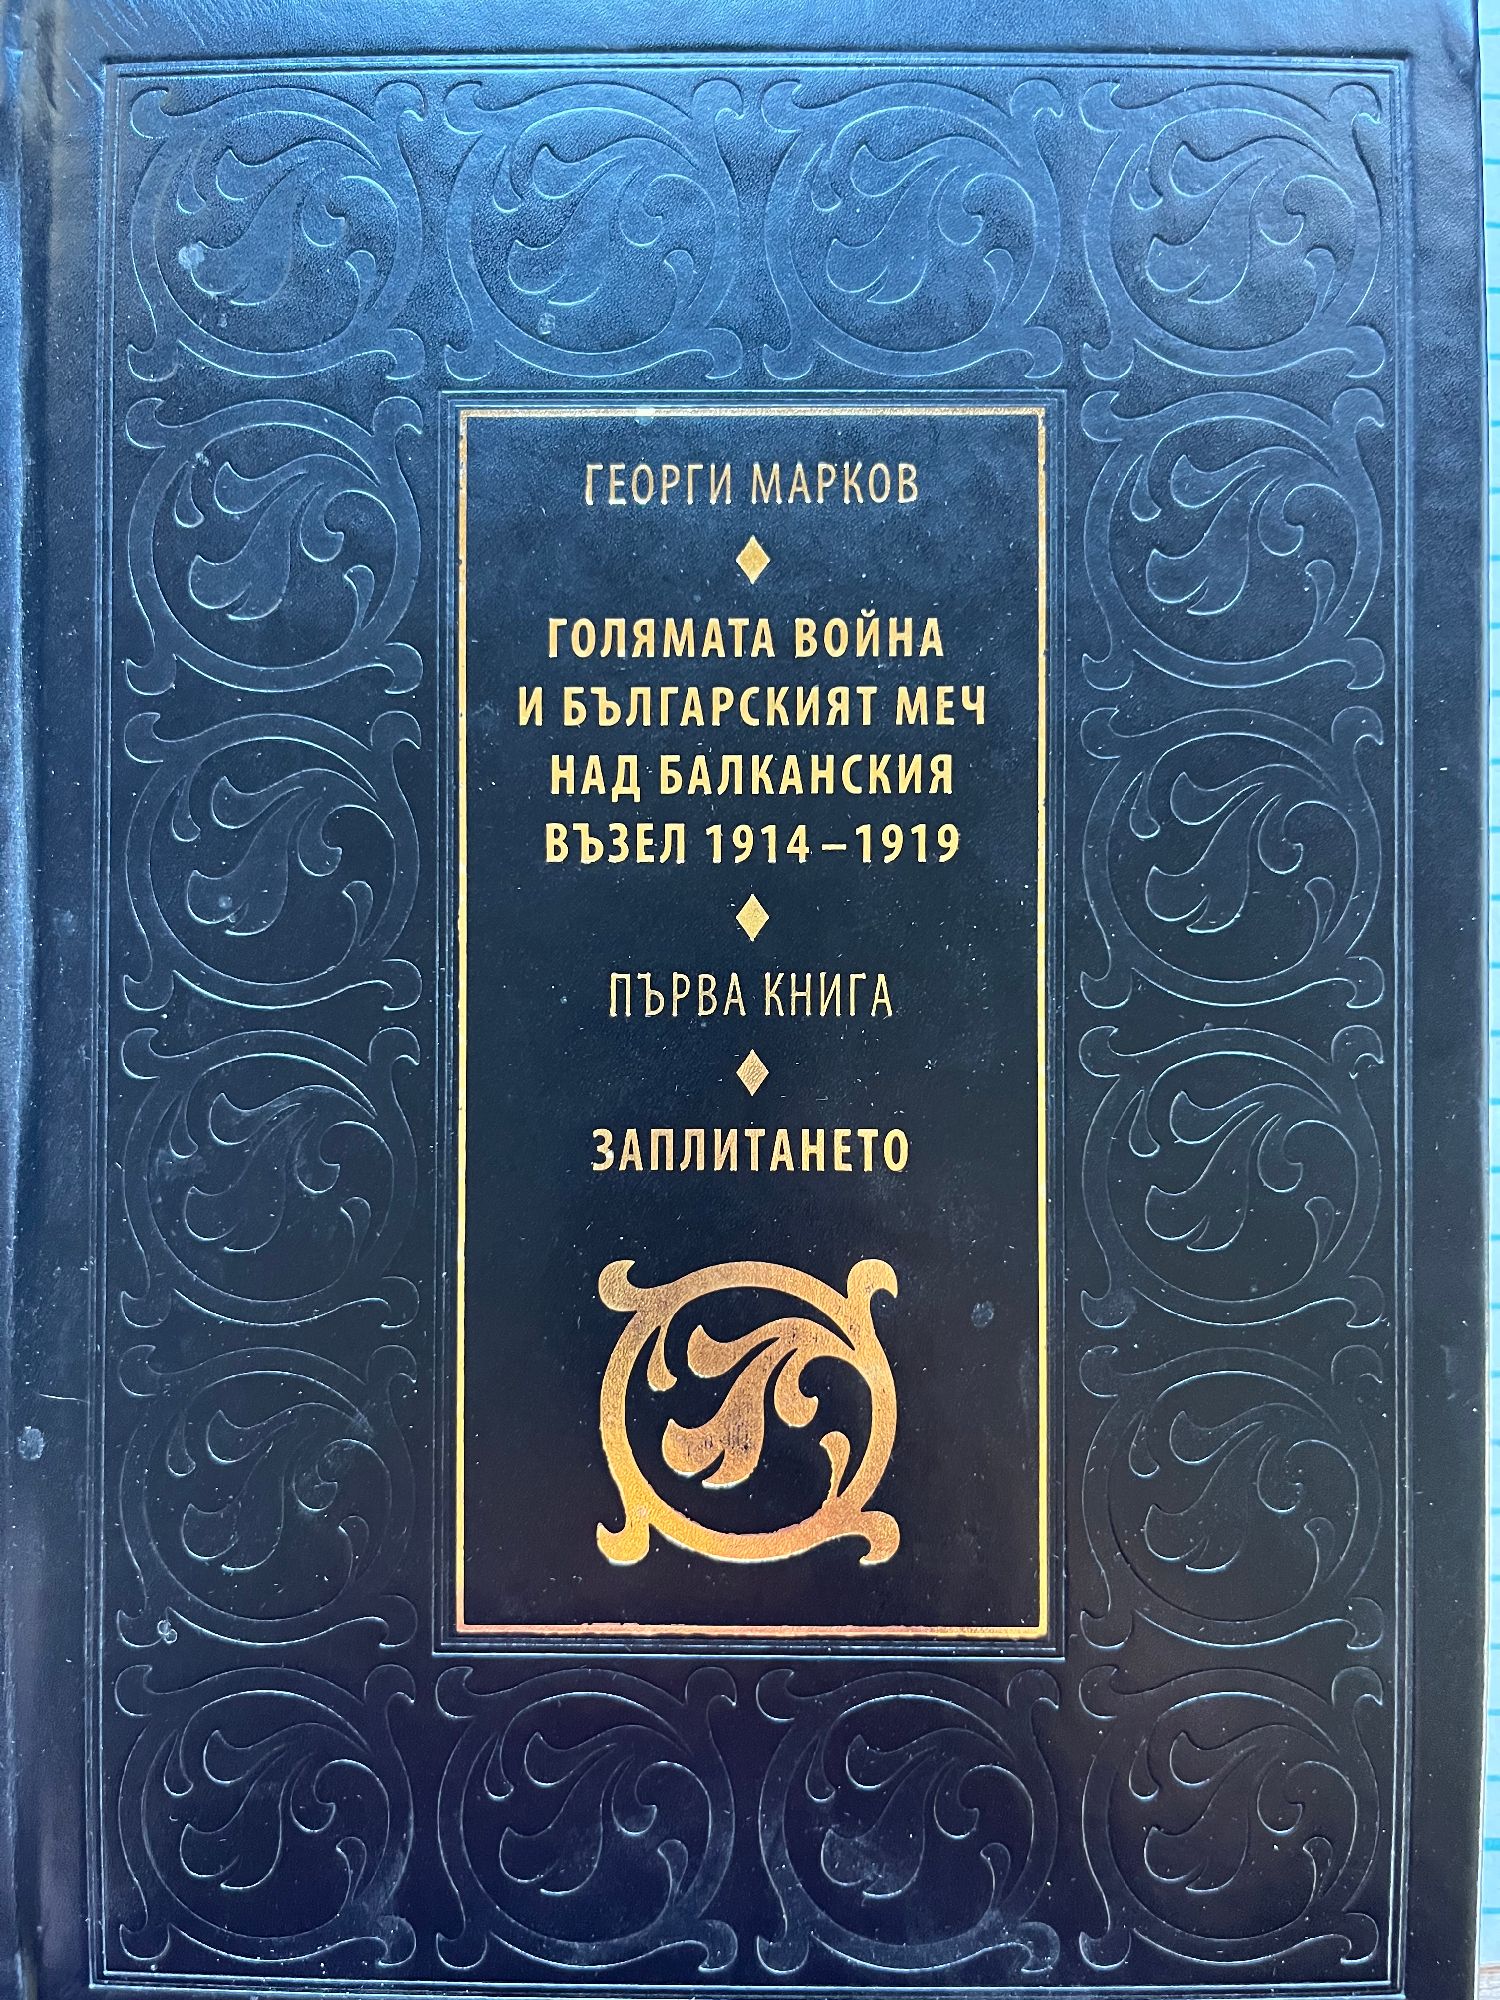 ГЕОРГИ МАРКОВ
ГОЛЯМАТА ВОЙНА
И БЪЛГАРСКИЯТ МЕЧ
НАД БАЛКАНСКИЯ
ВЪЗЕЛ 1914 – 1919
ПЪРВА КНИГА
ЗАПЛИТАНЕТО